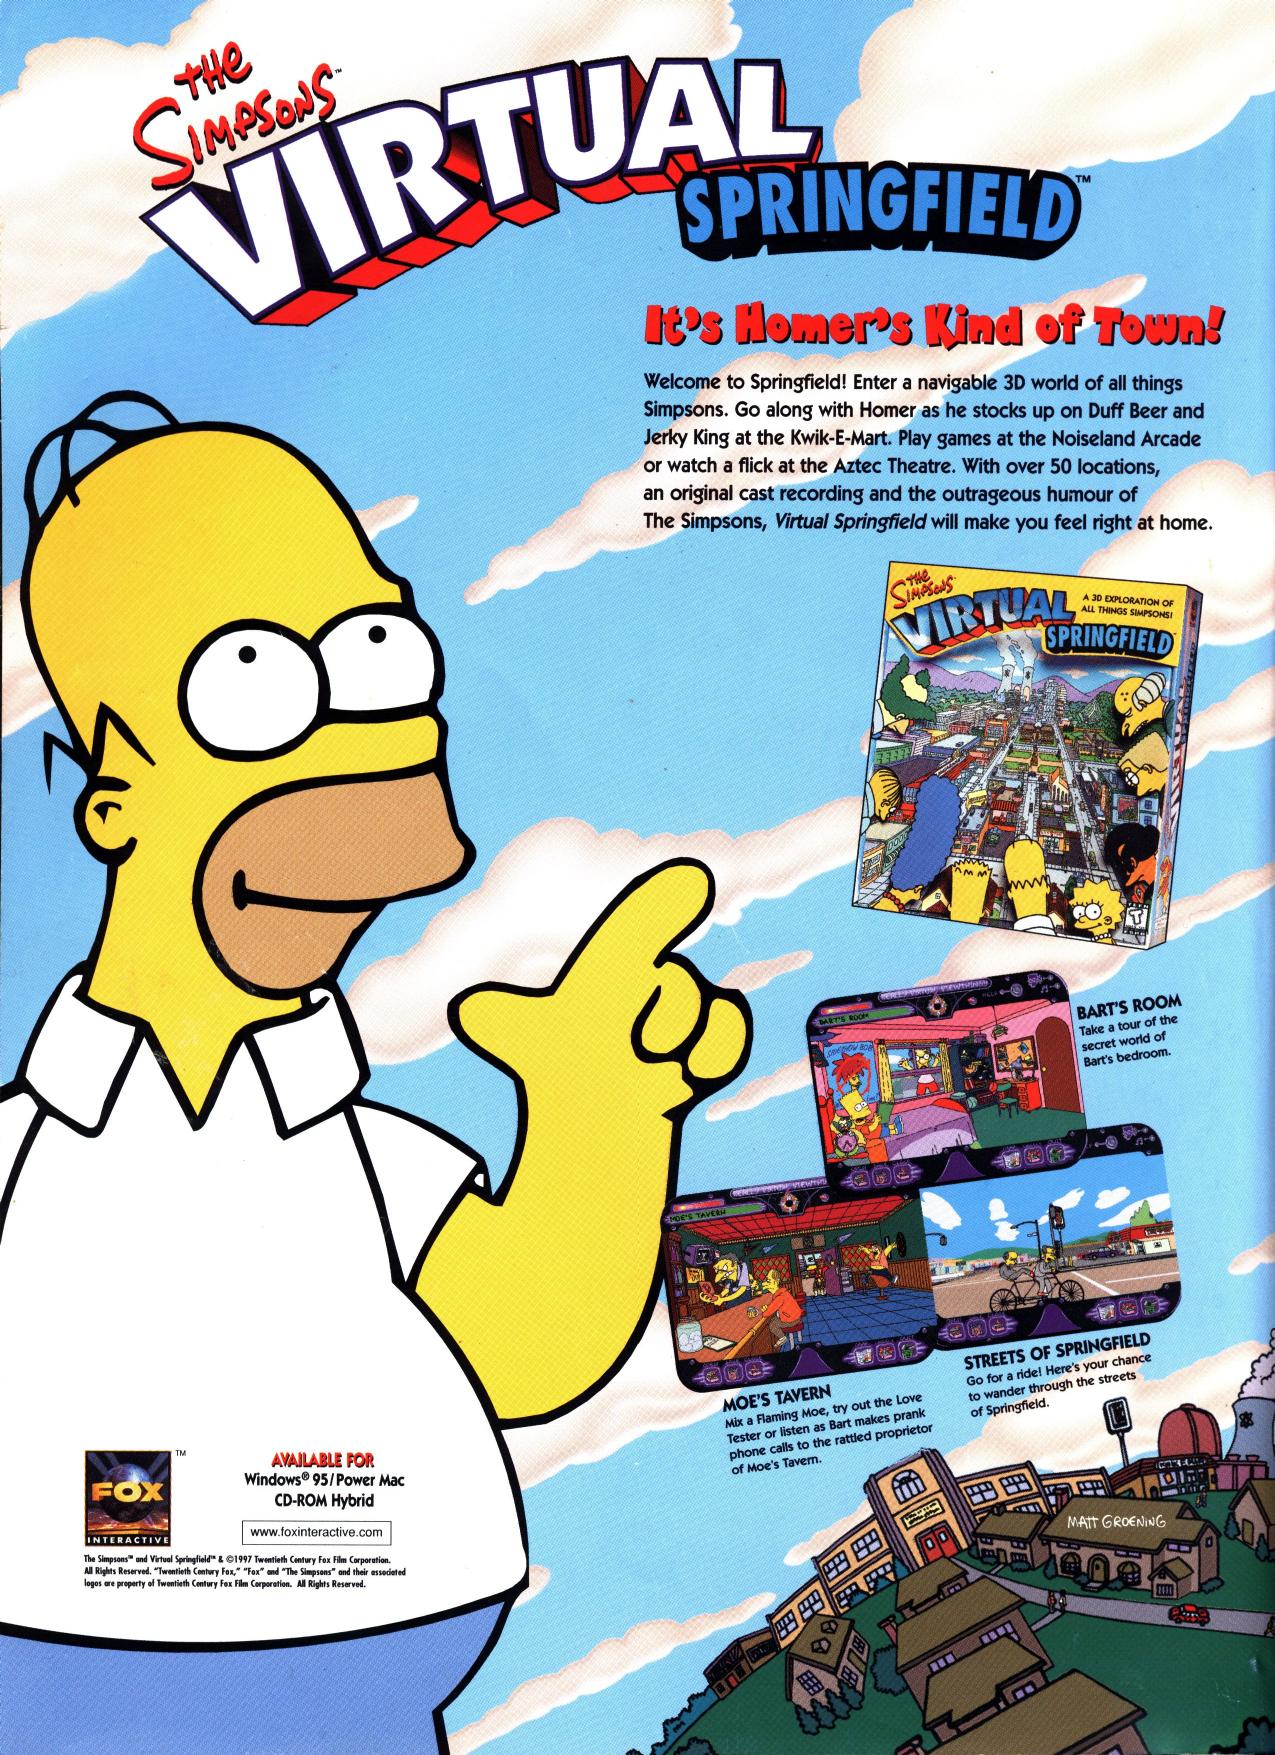 THE
SIMPSONS™
VIRTUAL
SPRINGFIELD™
It's Homer's Kind of Town!
Welcome to Springfield! Enter a navigable 3D world of all things
Simpsons. Go along with Homer as he stocks up on Duff Beer and
Jerky King at the Kwik-E-Mart. Play games at the Noiseland Arcade
or watch a flick at the Aztec Theatre. With over 50 locations,
an original cast recording and the outrageous humour of
The Simpsons, Virtual Springfield will make you feel right at home.
THE
SIMPSONS
VIRTUAL
SPRINGFIELD
A 3D EXPLORATION OF
ALL THINGS SIMPSONS!
BART'S ROOM
BART'S ROOM
Take a tour of the
secret world of
Bart's bedroom.
MOE'S TAVERN
STREETS OF SPRINGFIELD
Go for a ride! Here's your chance
to wander through the streets
of Springfield.
MOE'S TAVERN
Mix a Flaming Moe, try out the Love
Tester or listen as Bart makes prank
phone calls to the rattled proprietor
of Moe's Tavern.
MATT GROENING
FOX™
INTERACTIVE
AVAILABLE FOR
Windows® 95/Power Mac
CD-ROM Hybrid
www.foxinteractive.com
The Simpsons™ and Virtual Springfield™ & ©1997 Twentieth Century Fox Film Corporation.
All Rights Reserved. "Twentieth Century Fox," "Fox" and "The Simpsons" and their associated
logos are property of Twentieth Century Fox Film Corporation. All Rights Reserved.